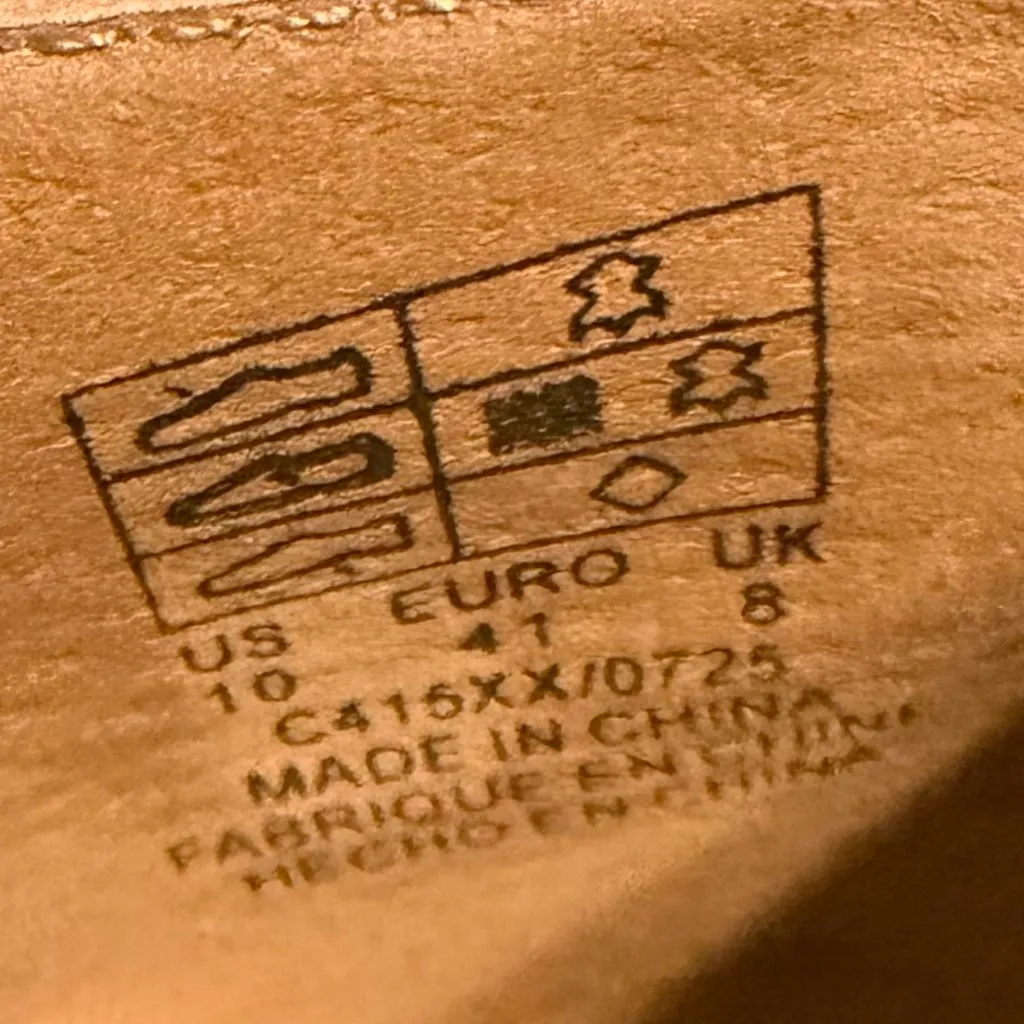 US EURO UK
10 41 8
C415XX/0725
MADE IN CHINA
FABRIQUE EN CHINE
HECHO EN CHINA